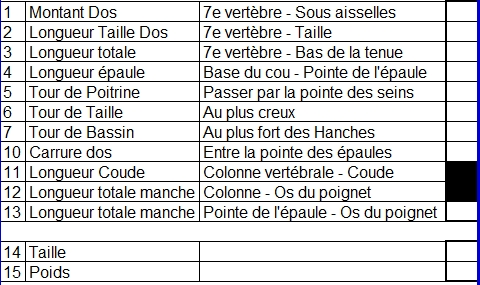 1 Montant Dos 7e vertèbre - Sous aisselles
2 Longueur Taille Dos 7e vertèbre - Taille
3 Longueur totale 7e vertèbre - Bas de la tenue
4 Longueur épaule Base du cou - Pointe de l'épaule
5 Tour de Poitrine Passer par la pointe des seins
6 Tour de Taille Au plus creux
7 Tour de Bassin Au plus fort des Hanches
10 Carrure dos Entre la pointe des épaules
11 Longueur Coude Colonne vertébrale - Coude
12 Longueur totale manche Colonne - Os du poignet
13 Longueur totale manche Pointe de l'épaule - Os du poignet
14 Taille
15 Poids